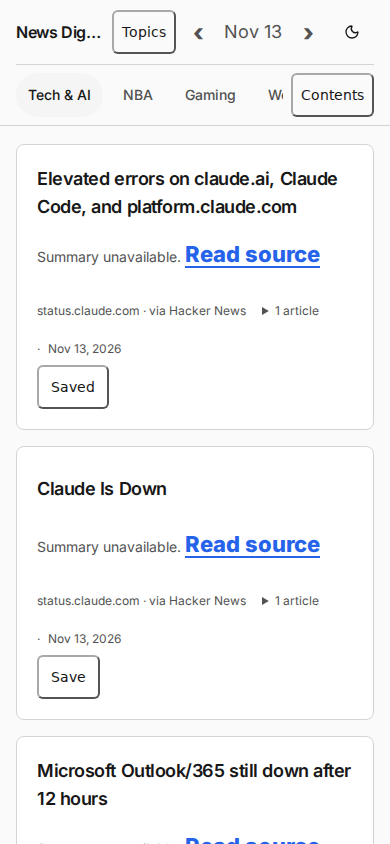 News Dig... Topics ‹ Nov 13 ›
Tech & AI NBA Gaming Wo Contents
Elevated errors on claude.ai, Claude
Code, and platform.claude.com
Summary unavailable. Read source
status.claude.com · via Hacker News ▶ 1 article
· Nov 13, 2026
Saved
Claude Is Down
Summary unavailable. Read source
status.claude.com · via Hacker News ▶ 1 article
· Nov 13, 2026
Save
Microsoft Outlook/365 still down after
12 hours